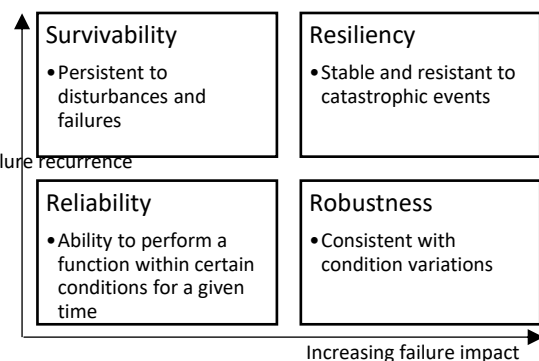 Survivability
•Persistent to
disturbances and
failures
Resiliency
•Stable and resistant to
catastrophic events
recurrence
Reliability
•Ability to perform a
function within certain
conditions for a given
time
Robustness
•Consistent with
condition variations
Increasing failure impact